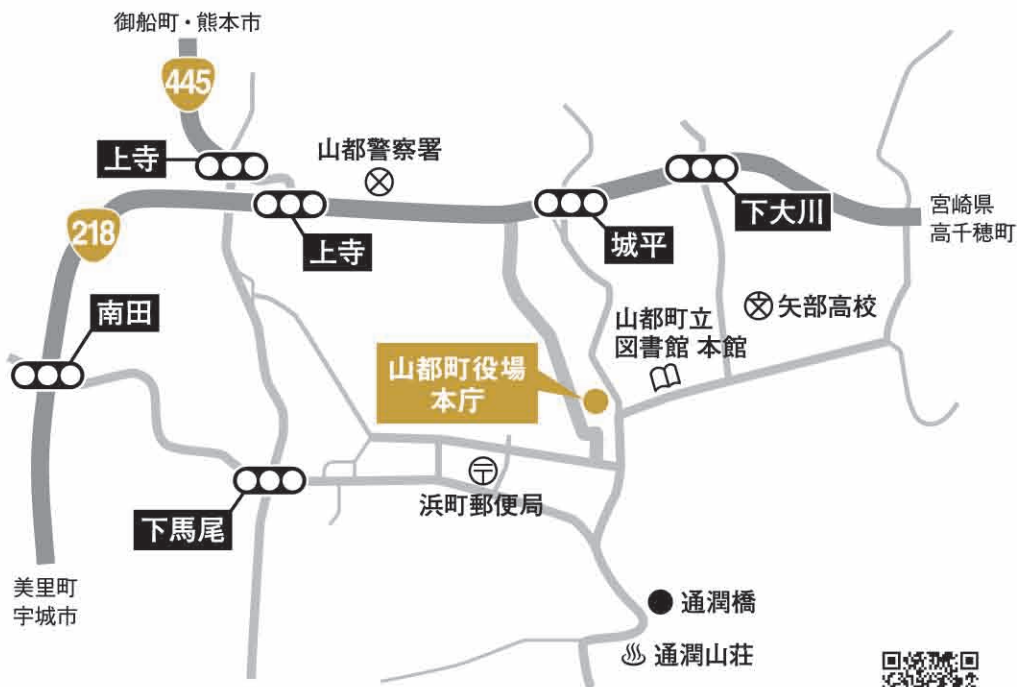 御船町・熊本市
445
上寺
山都警察署
218
上寺
城平
下大川
宮崎県
高千穂町
南田
山都町立
図書館 本館
矢部高校
山都町役場
本庁
下馬尾
浜町郵便局
美里町
宇城市
通潤橋
通潤山荘